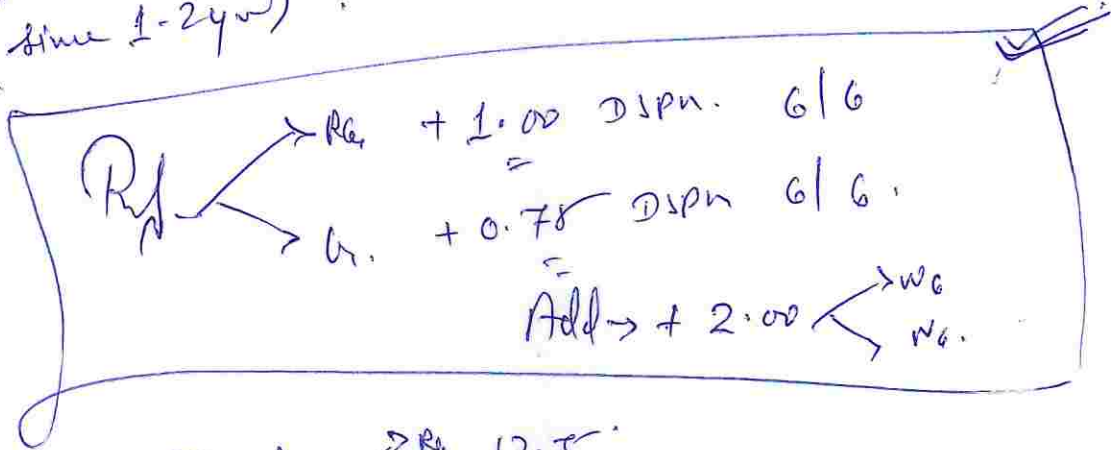 since 1-2 yrs)
Rf → RE, + 1.00 DSPH. 6/6
→ LE. + 0.75 DSPH 6/6.
Add → + 2.00 → N6
→ N6.
→ RE